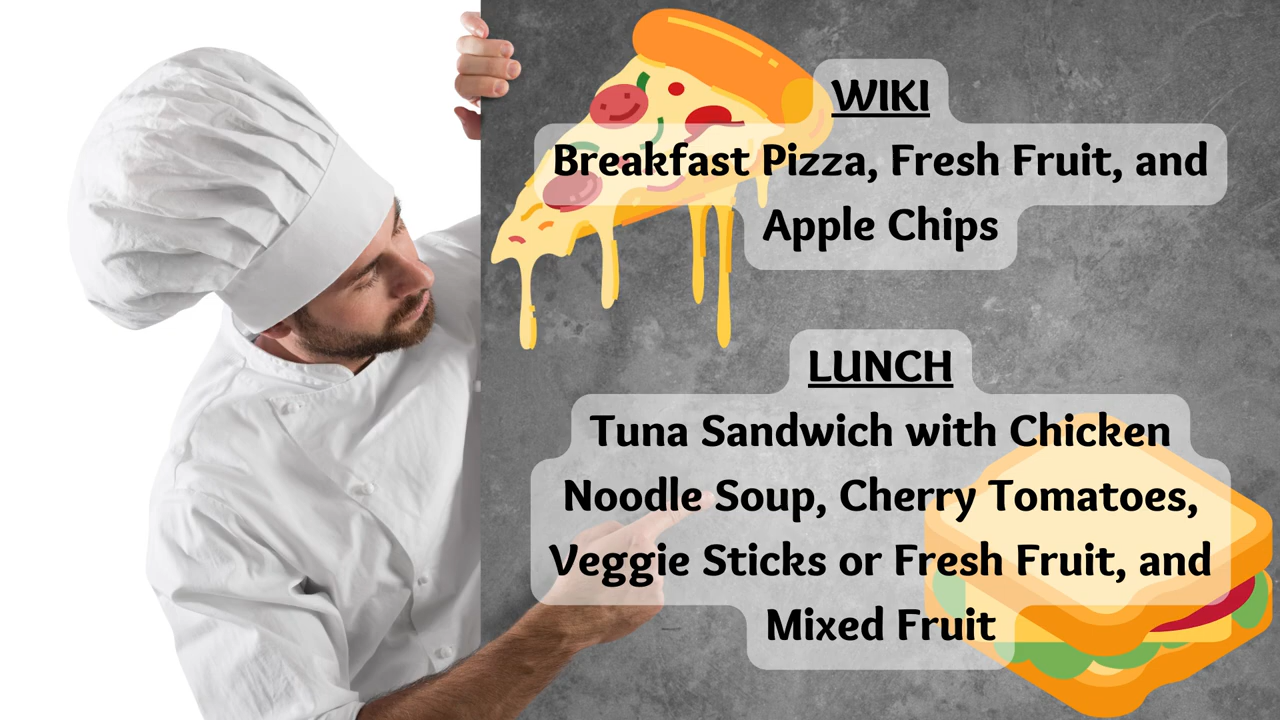 WIKI
Breakfast Pizza, Fresh Fruit, and
Apple Chips
LUNCH
Tuna Sandwich with Chicken
Noodle Soup, Cherry Tomatoes,
Veggie Sticks or Fresh Fruit, and
Mixed Fruit